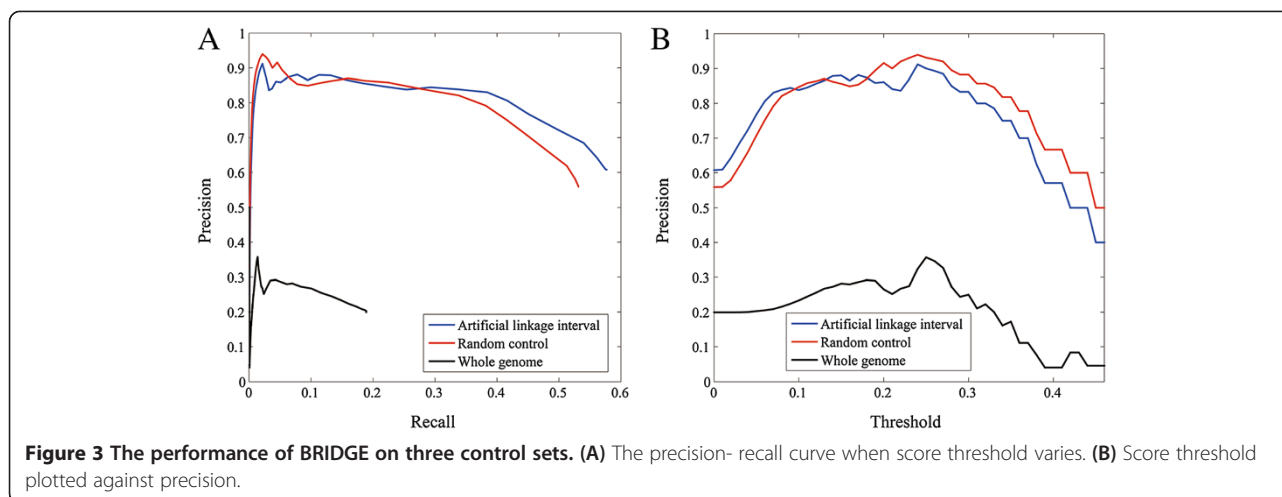 A
Precision
1
0.9
0.8
0.7
0.6
0.5
0.4
0.3
0.2
0.1
0
0
0.1
0.2
0.3
0.4
0.5
0.6
Recall
Artificial linkage interval
Random control
Whole genome
B
Precision
1
0.9
0.8
0.7
0.6
0.5
0.4
0.3
0.2
0.1
0
0
0.1
0.2
0.3
0.4
Threshold
Artificial linkage interval
Random control
Whole genome
Figure 3 The performance of BRIDGE on three control sets. (A) The precision- recall curve when score threshold varies. (B) Score threshold
plotted against precision.